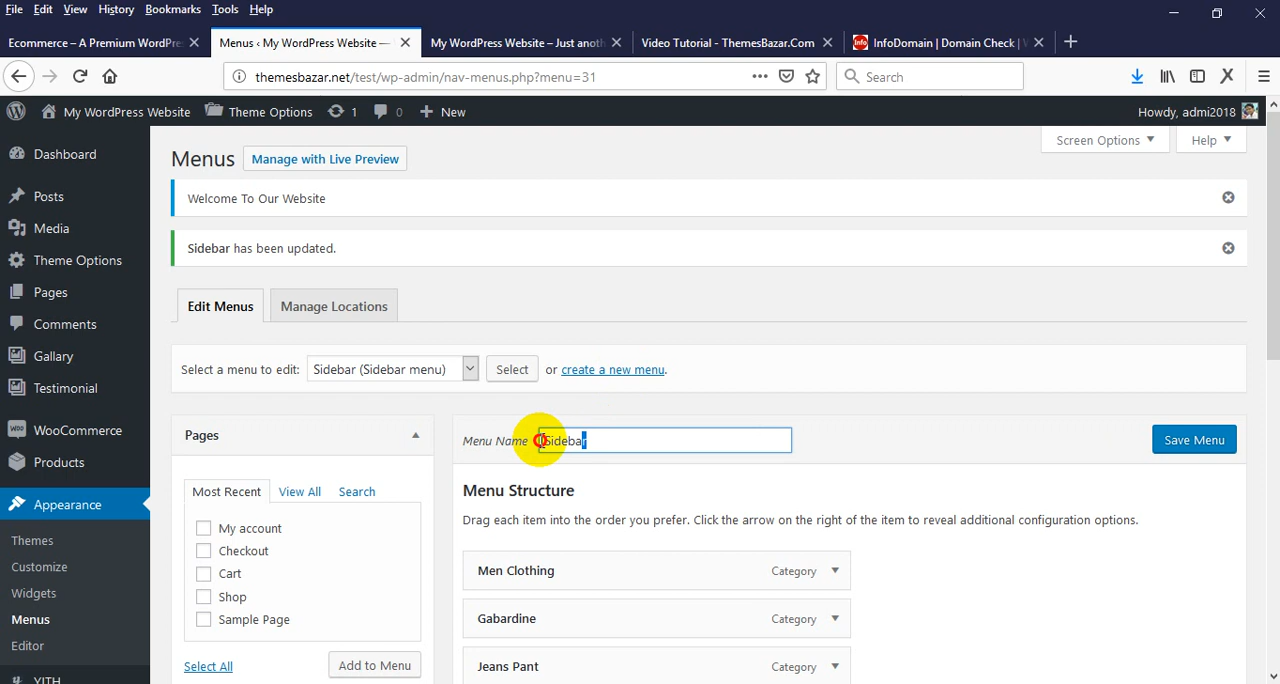 File Edit View History Bookmarks Tools Help
Ecommerce – A Premium WordPre
Menus ‹ My WordPress Website —
My WordPress Website – Just anoth
Video Tutorial - ThemesBazar.Com
Info InfoDomain | Domain Check |
themesbazar.net/test/wp-admin/nav-menus.php?menu=31
Search
My WordPress Website Theme Options 1 0 New
Howdy, admi2018
Dashboard
Posts
Media
Theme Options
Pages
Comments
Gallary
Testimonial
WooCommerce
Products
Appearance
Themes
Customize
Widgets
Menus
Editor
YITH
Screen Options Help
Menus Manage with Live Preview
Welcome To Our Website
Sidebar has been updated.
Edit Menus Manage Locations
Select a menu to edit: Sidebar (Sidebar menu) Select or create a new menu.
Pages
Most Recent View All Search
My account
Checkout
Cart
Shop
Sample Page
Select All Add to Menu
Menu Name Sidebar Save Menu
Menu Structure
Drag each item into the order you prefer. Click the arrow on the right of the item to reveal additional configuration options.
Men Clothing Category
Gabardine Category
Jeans Pant Category